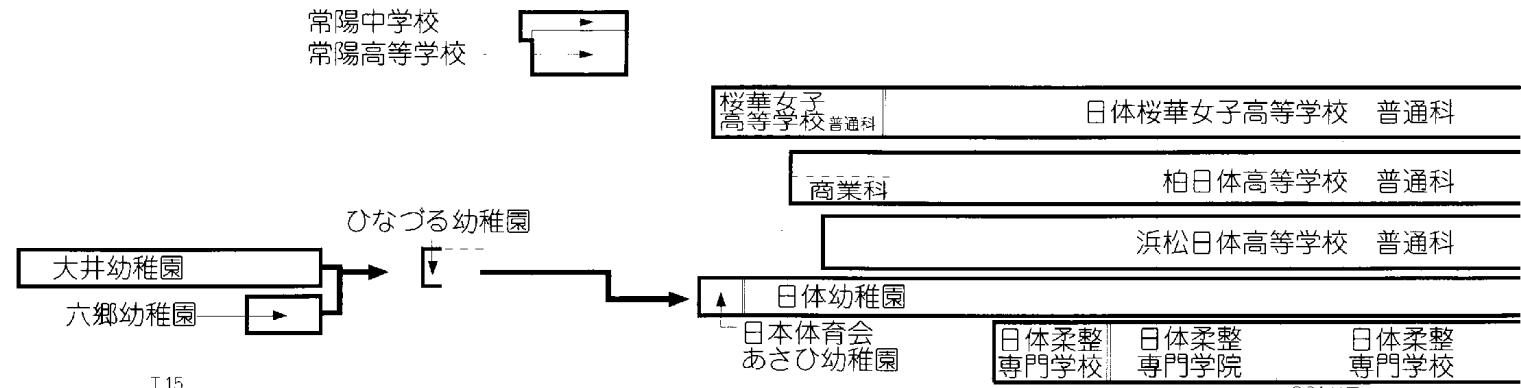 常陽中学校
常陽高等学校
桜華女子
高等学校 普通科
日体桜華女子高等学校 普通科
商業科
柏日体高等学校 普通科
浜松日体高等学校 普通科
ひなづる幼稚園
大井幼稚園
六郷幼稚園
日体幼稚園
日本体育会
あさひ幼稚園
日体柔整
専門学校
日体柔整
専門学院
日体柔整
専門学校
T15